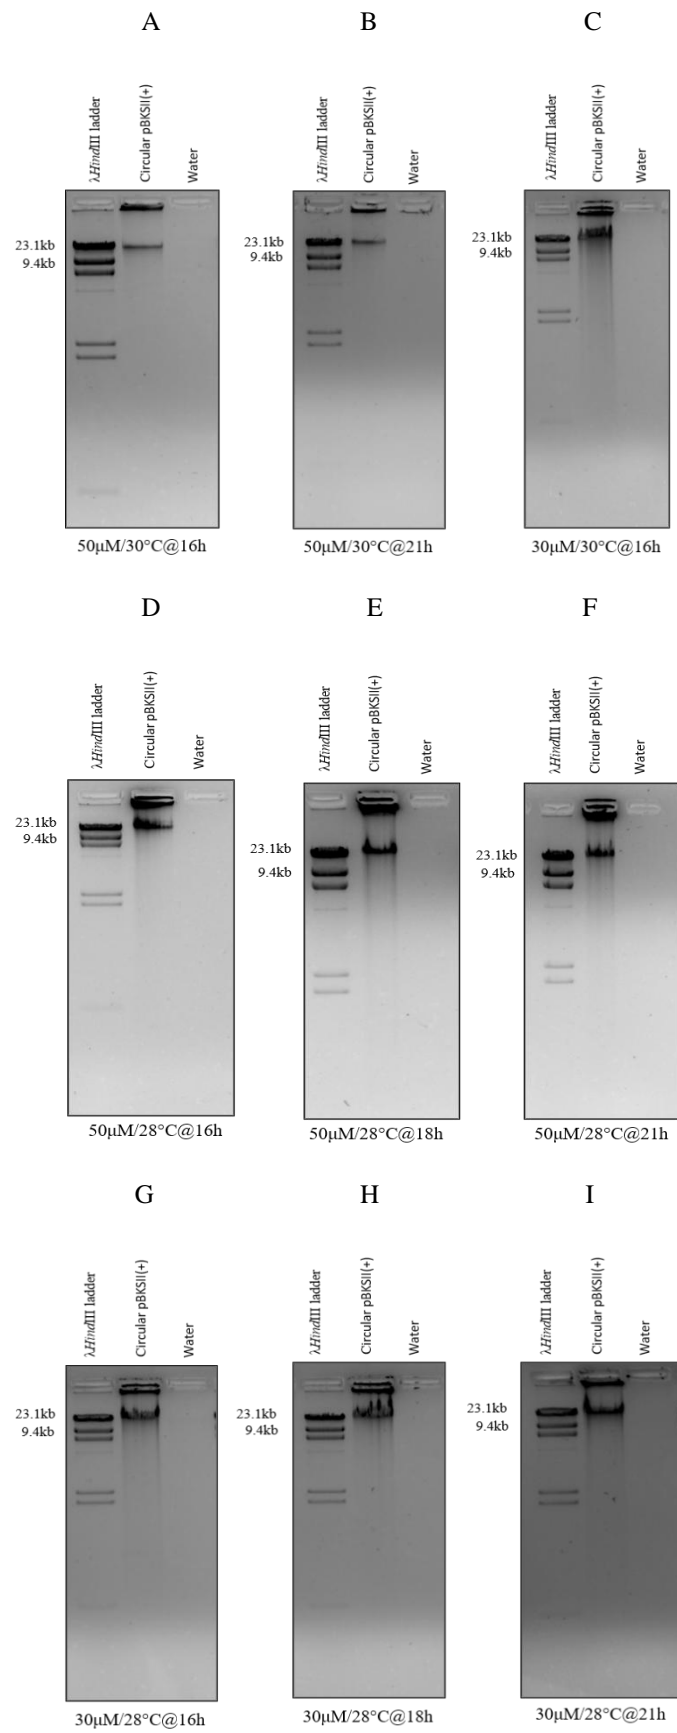 A
B
C
λHindIII ladder
Circular pBKSII(+)
Water
λHindIII ladder
Circular pBKSII(+)
Water
λHindIII ladder
Circular pBKSII(+)
Water
23.1kb
9.4kb
23.1kb
9.4kb
23.1kb
9.4kb
50μM/30°C@16h
50μM/30°C@21h
30μM/30°C@16h
D
E
F
λHindIII ladder
Circular pBKSII(+)
Water
λHindIII ladder
Circular pBKSII(+)
Water
λHindIII ladder
Circular pBKSII(+)
Water
23.1kb
9.4kb
23.1kb
9.4kb
23.1kb
9.4kb
50μM/28°C@16h
50μM/28°C@18h
50μM/28°C@21h
G
H
I
λHindIII ladder
Circular pBKSII(+)
Water
λHindIII ladder
Circular pBKSII(+)
Water
λHindIII ladder
Circular pBKSII(+)
Water
23.1kb
9.4kb
23.1kb
9.4kb
23.1kb
9.4kb
30μM/28°C@16h
30μM/28°C@18h
30μM/28°C@21h